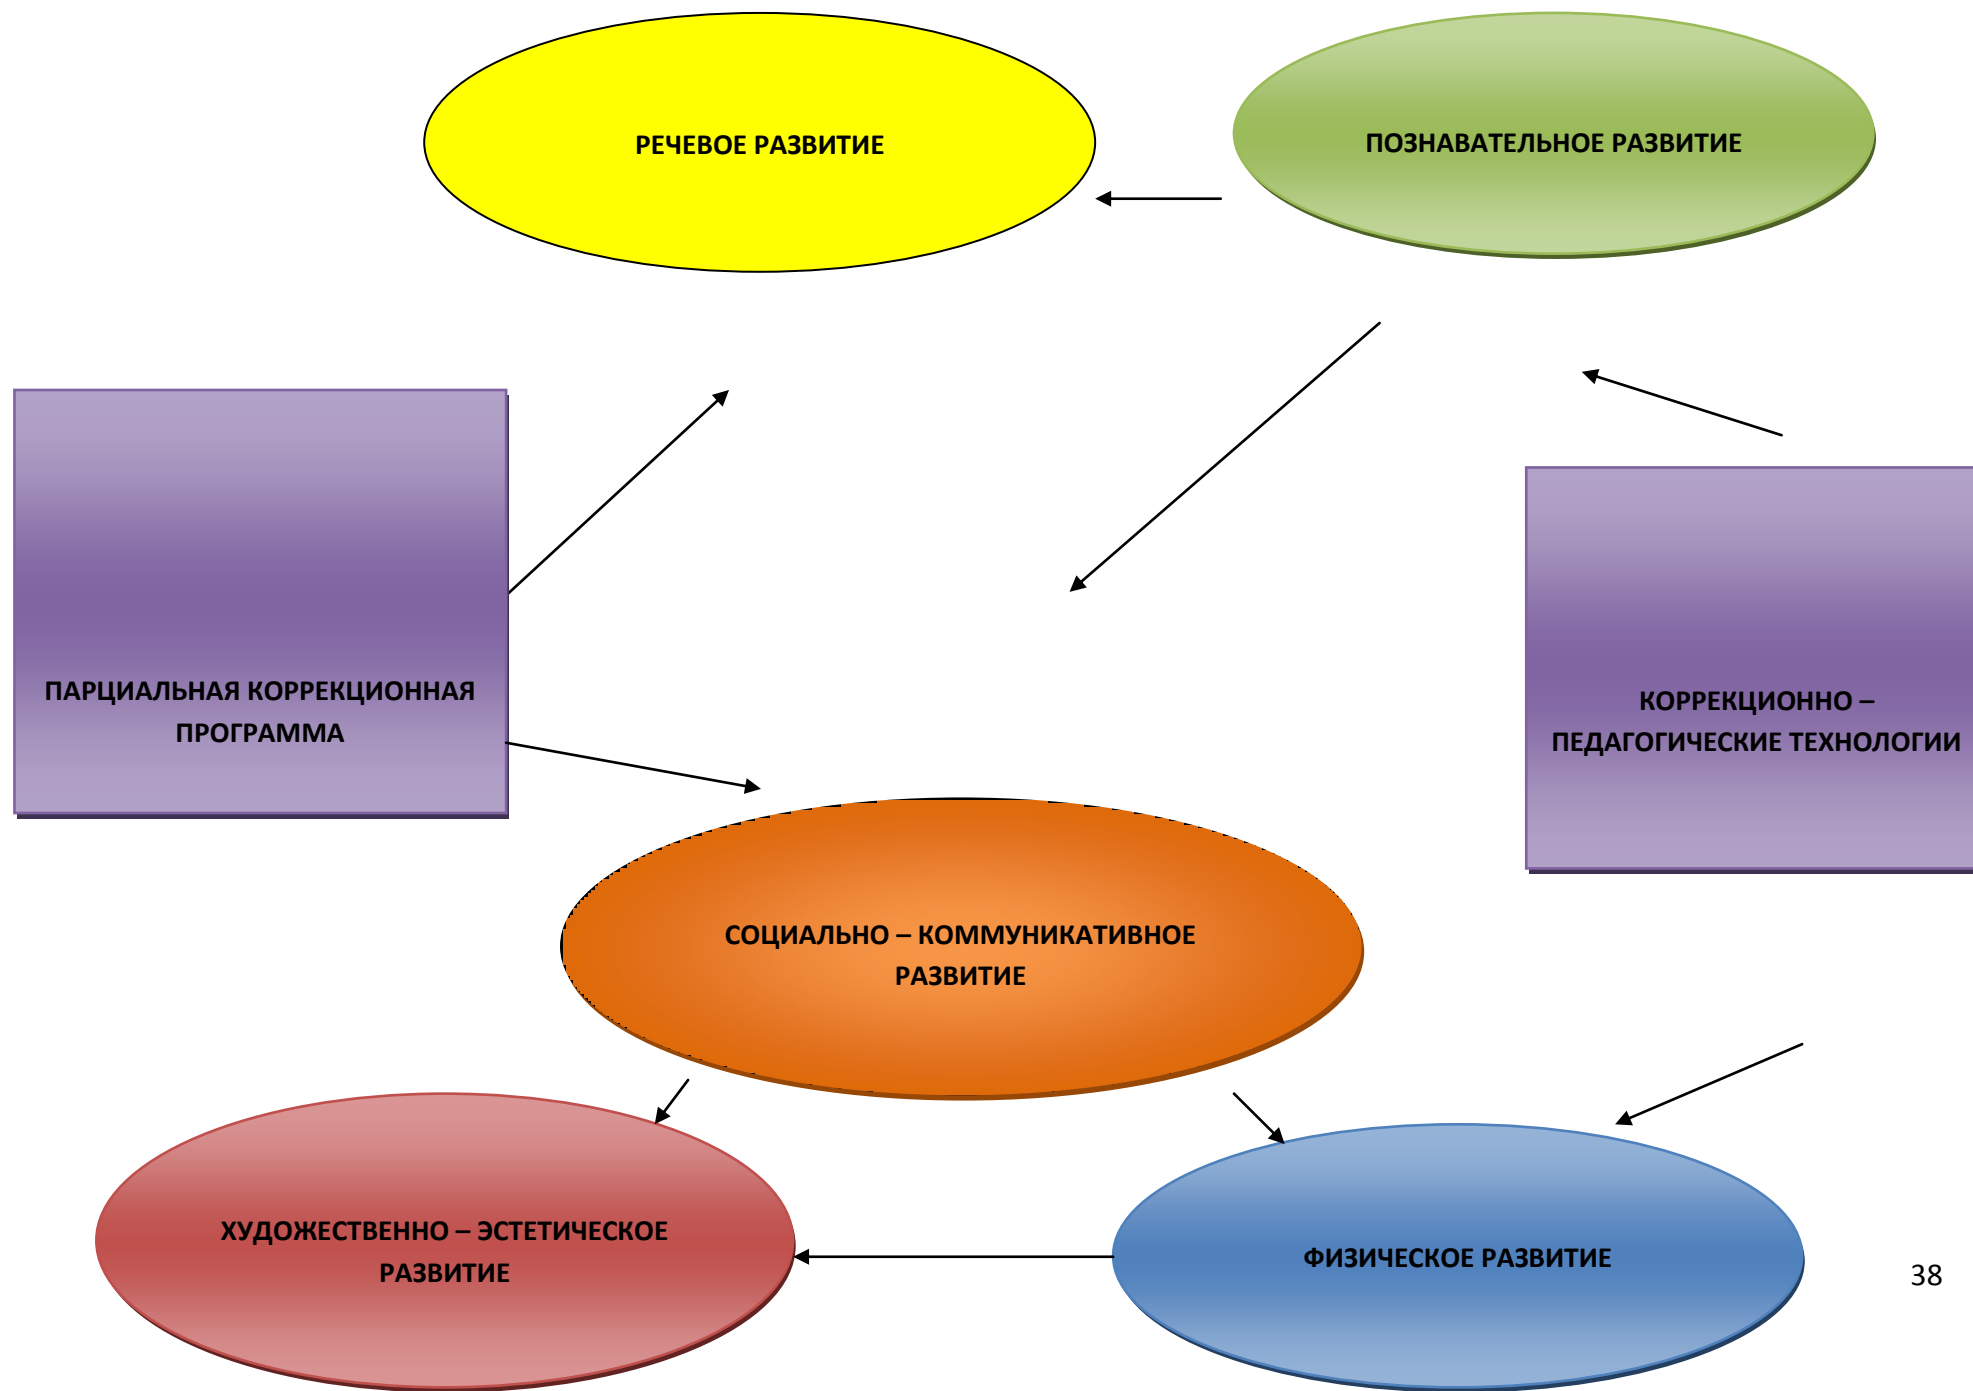 РЕЧЕВОЕ РАЗВИТИЕ
ПОЗНАВАТЕЛЬНОЕ РАЗВИТИЕ
ПАРЦИАЛЬНАЯ КОРРЕКЦИОННАЯ
ПРОГРАММА
КОРРЕКЦИОННО –
ПЕДАГОГИЧЕСКИЕ ТЕХНОЛОГИИ
СОЦИАЛЬНО – КОММУНИКАТИВНОЕ
РАЗВИТИЕ
ХУДОЖЕСТВЕННО – ЭСТЕТИЧЕСКОЕ
РАЗВИТИЕ
ФИЗИЧЕСКОЕ РАЗВИТИЕ
38